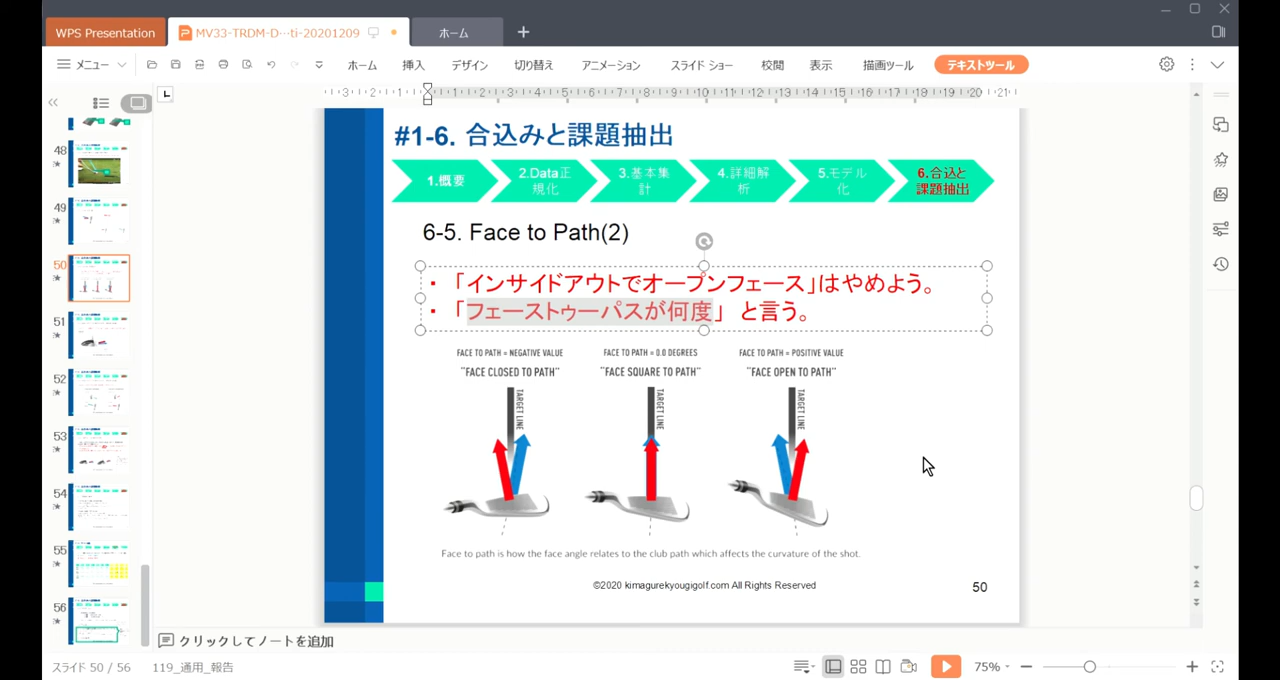 WPS Presentation
MV33-TRDM-D···ti-20201209
ホーム
メニュー
ホーム
挿入
デザイン
切り替え
アニメーション
スライド ショー
校閲
表示
描画ツール
テキストツール
48
49
50
51
52
53
54
55
56
#1-6. 合込みと課題抽出
1.概要
2.Data正
規化
3.基本集
計
4.詳細解
析
5.モデル
化
6.合込と
課題抽出
6-5. Face to Path(2)
・「インサイドアウトでオープンフェース」はやめよう。
・「フェーストゥーパスが何度」 と言う。
FACE TO PATH = NEGATIVE VALUE
"FACE CLOSED TO PATH"
TARGET LINE
FACE TO PATH = 0.0 DEGREES
"FACE SQUARE TO PATH"
TARGET LINE
FACE TO PATH = POSITIVE VALUE
"FACE OPEN TO PATH"
TARGET LINE
Face to path is how the face angle relates to the club path which affects the curvature of the shot.
©2020 kimagurekyougigolf.com All Rights Reserved
50
クリックしてノートを追加
スライド 50 / 56
119_通用_報告
75%